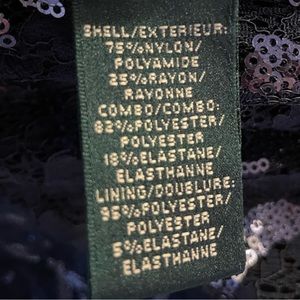 SHELL/EXTERIEUR:
75%NYLON/
POLYAMIDE
25%RAYON/
RAYONNE
COMBO/COMBO:
82%POLYESTER/
POLYESTER
18%ELASTANE/
ELASTHANNE
LINING/DOUBLURE:
95%POLYESTER/
POLYESTER
5%ELASTANE/
ELASTHANNE